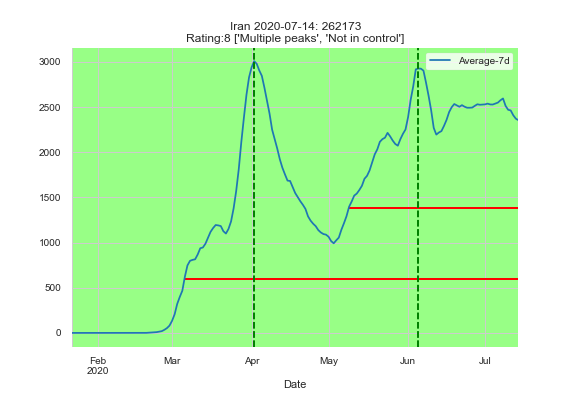 Iran 2020-07-14: 262173
Rating:8 ['Multiple peaks', 'Not in control']
Average-7d
3000
2500
2000
1500
1000
500
0
Feb
2020
Mar
Apr
May
Jun
Jul
Date